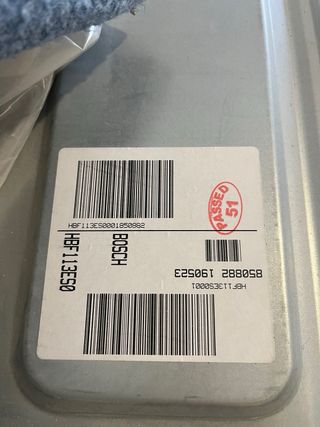 HBF113ES0001850882
PASSED
51
BOSCH
HBF113ES0
850882 190523
HBF113ES0001